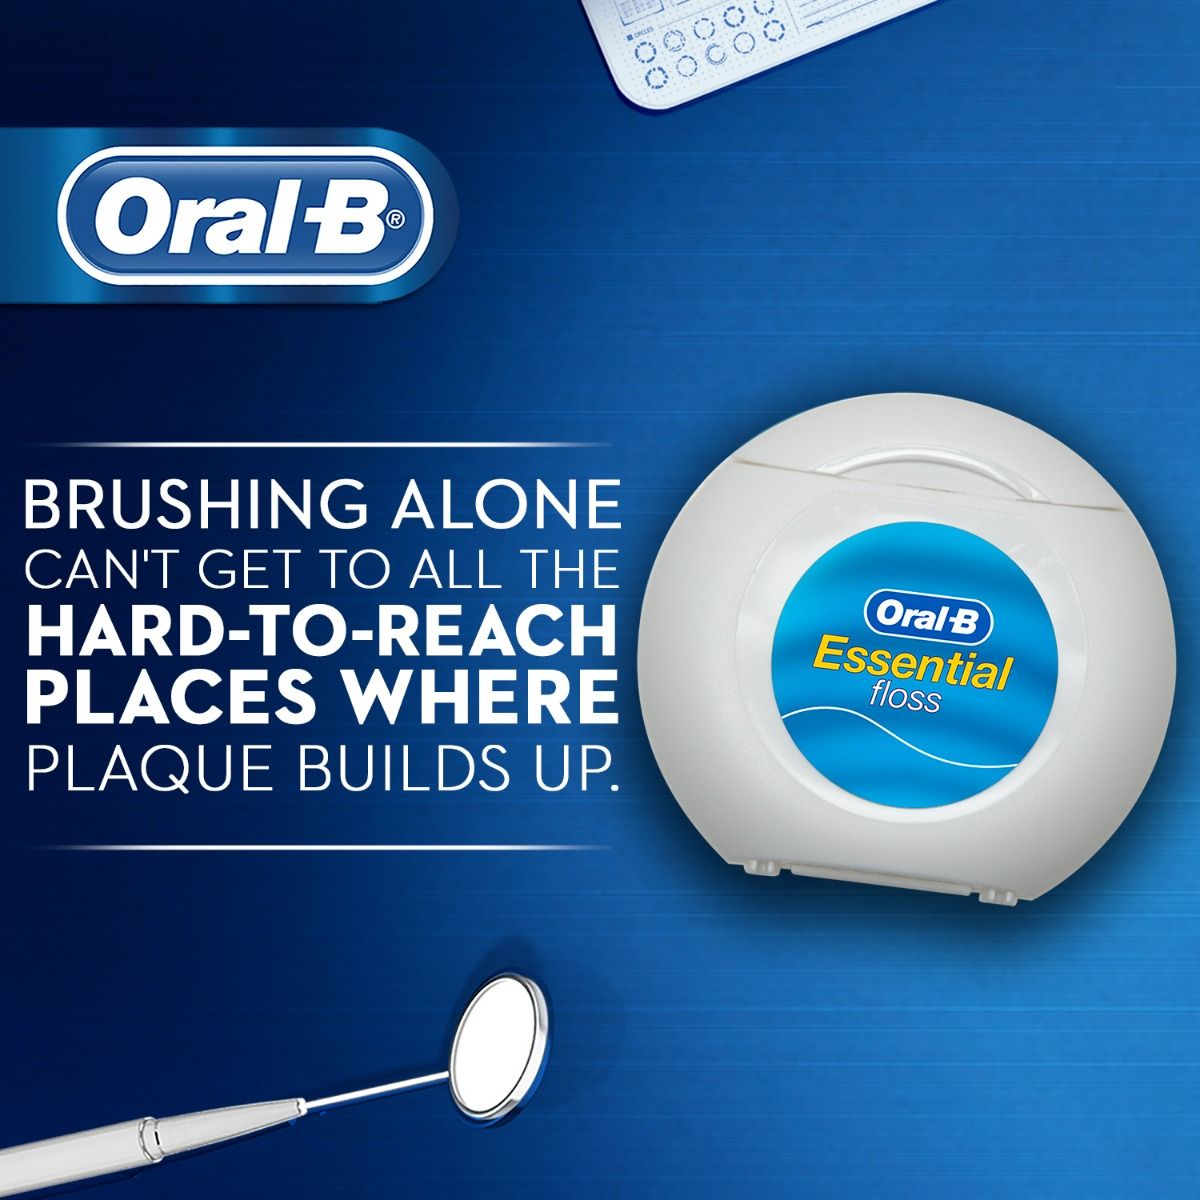 CIRCLES
Oral-B®
BRUSHING ALONE
CAN'T GET TO ALL THE
HARD-TO-REACH
PLACES WHERE
PLAQUE BUILDS UP.
Oral-B
Essential
floss